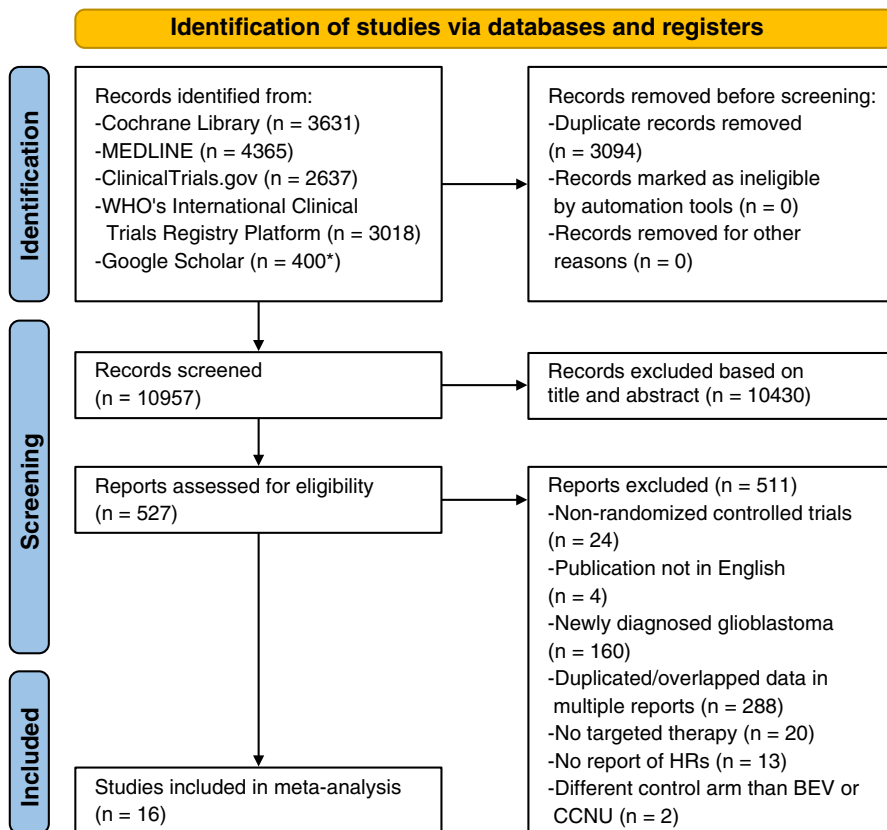 Identification of studies via databases and registers
Identification
Records identified from:
-Cochrane Library (n = 3631)
-MEDLINE (n = 4365)
-ClinicalTrials.gov (n = 2637)
-WHO's International Clinical
Trials Registry Platform (n = 3018)
-Google Scholar (n = 400*)
Records removed before screening:
-Duplicate records removed
(n = 3094)
-Records marked as ineligible
by automation tools (n = 0)
-Records removed for other
reasons (n = 0)
Screening
Records screened
(n = 10957)
Records excluded based on
title and abstract (n = 10430)
Reports assessed for eligibility
(n = 527)
Reports excluded (n = 511)
-Non-randomized controlled trials
(n = 24)
-Publication not in English
(n = 4)
-Newly diagnosed glioblastoma
(n = 160)
-Duplicated/overlapped data in
multiple reports (n = 288)
-No targeted therapy (n = 20)
-No report of HRs (n = 13)
-Different control arm than BEV or
CCNU (n = 2)
Included
Studies included in meta-analysis
(n = 16)